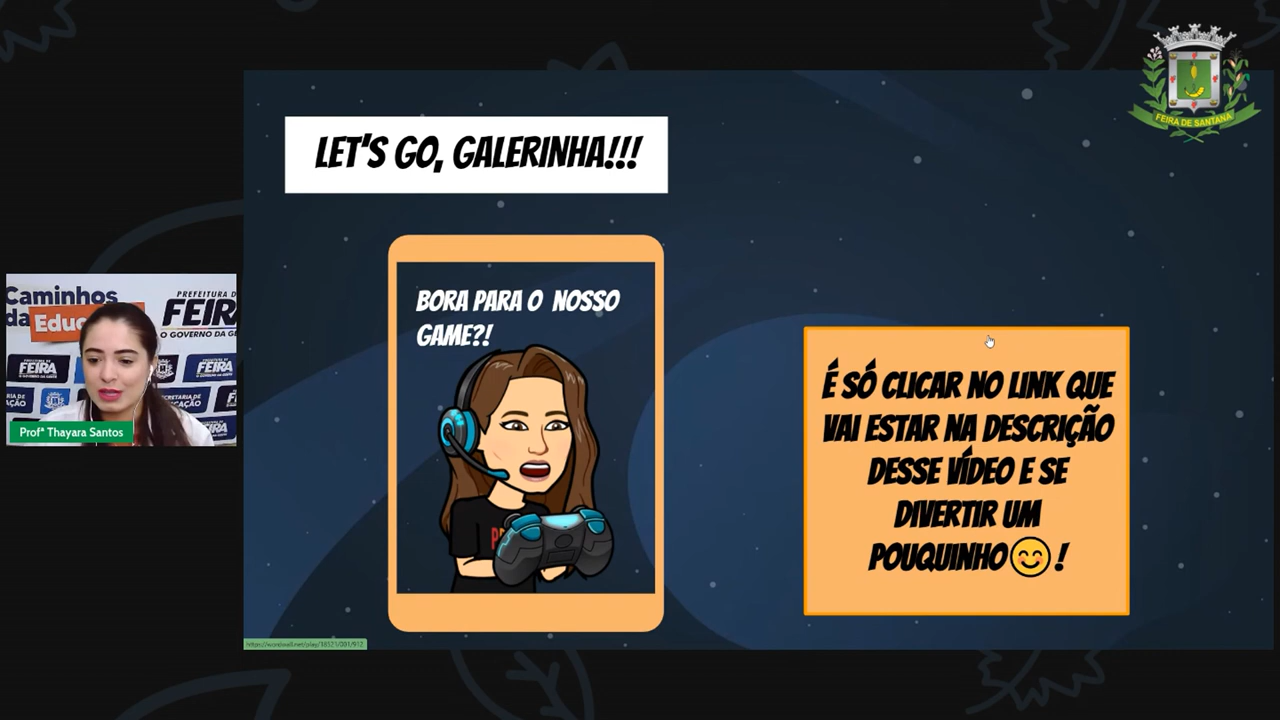 FEIRA DE SANTANA
LET'S GO, GALERINHA!!!
BORA PARA O NOSSO
GAME?!
É SÓ CLICAR NO LINK QUE
VAI ESTAR NA DESCRIÇÃO
DESSE VÍDEO E SE
DIVERTIR UM
POUQUINHO😊!
Caminhos
da Educ
PREFEITURA D
FEIRA
O GOVERNO DA GE
FEIRA
FEIRA
Profª Thayara Santos